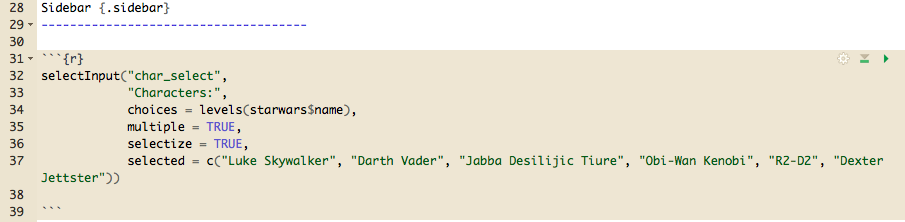 28 Sidebar {.sidebar}
29 -------------------------------------
30
31 ```{r}
32 selectInput("char_select",
33 "Characters:",
34 choices = levels(starwars$name),
35 multiple = TRUE,
36 selectize = TRUE,
37 selected = c("Luke Skywalker", "Darth Vader", "Jabba Desilijic Tiure", "Obi-Wan Kenobi", "R2-D2", "Dexter
Jettster"))
38
39 ```